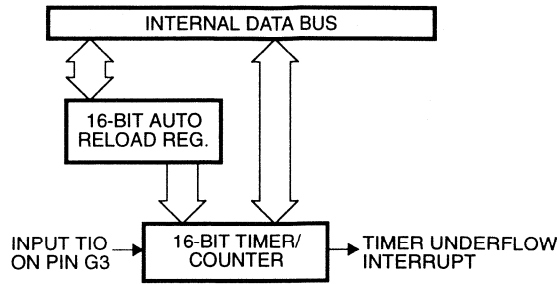 INTERNAL DATA BUS
16-BIT AUTO
RELOAD REG.
INPUT TIO
ON PIN G3
16-BIT TIMER/
COUNTER
TIMER UNDERFLOW
INTERRUPT